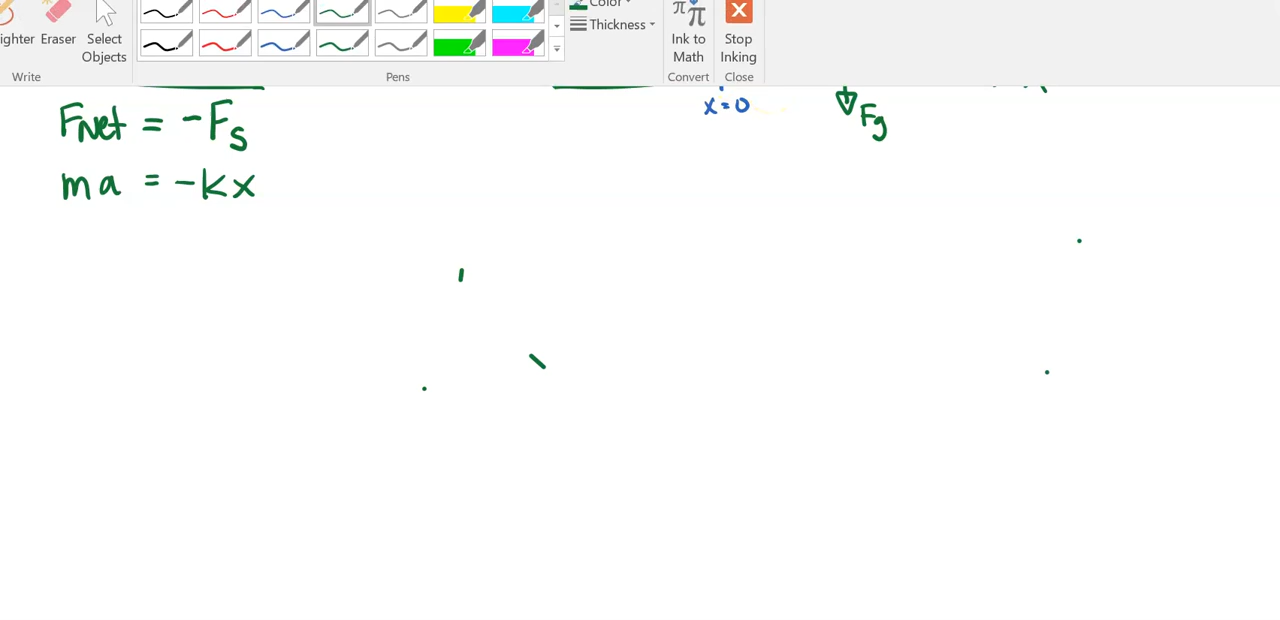 Color
Thickness
ighter Eraser Select Objects
Ink to Math
Stop Inking
Write
Pens
Convert
Close
x=0
Fg
FNet = -Fs
ma = -kx